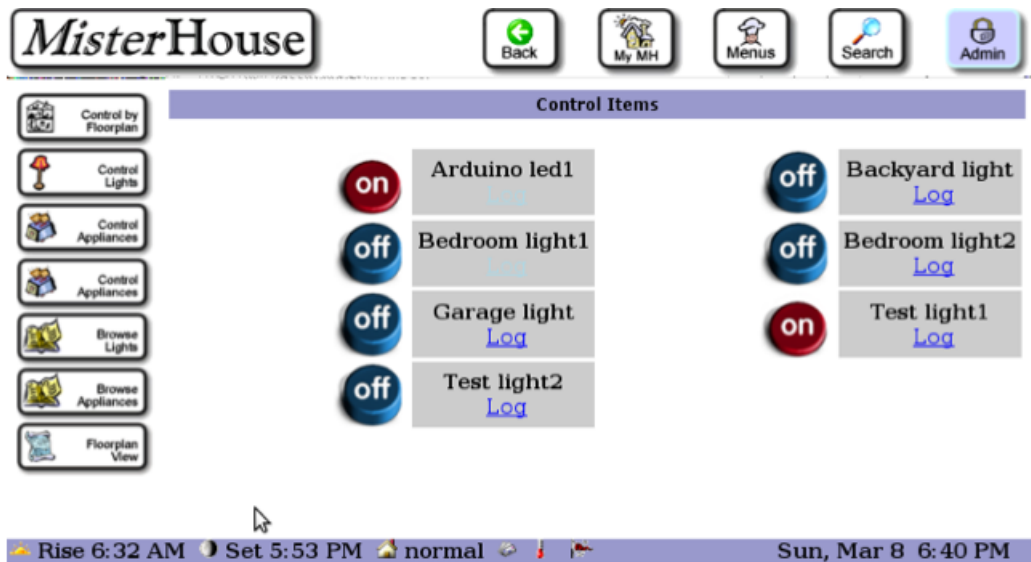 MisterHouse
Back
My MH
Menus
Search
Admin
Control by
Floorplan
Control
Lights
Control
Appliances
Control
Appliances
Browse
Lights
Browse
Appliances
Floorplan
View
Control Items
on
Arduino led1
Log
off
Backyard light
Log
off
Bedroom light1
Log
off
Bedroom light2
Log
off
Garage light
Log
on
Test light1
Log
off
Test light2
Log
Rise 6:32 AM Set 5:53 PM normal Sun, Mar 8 6:40 PM